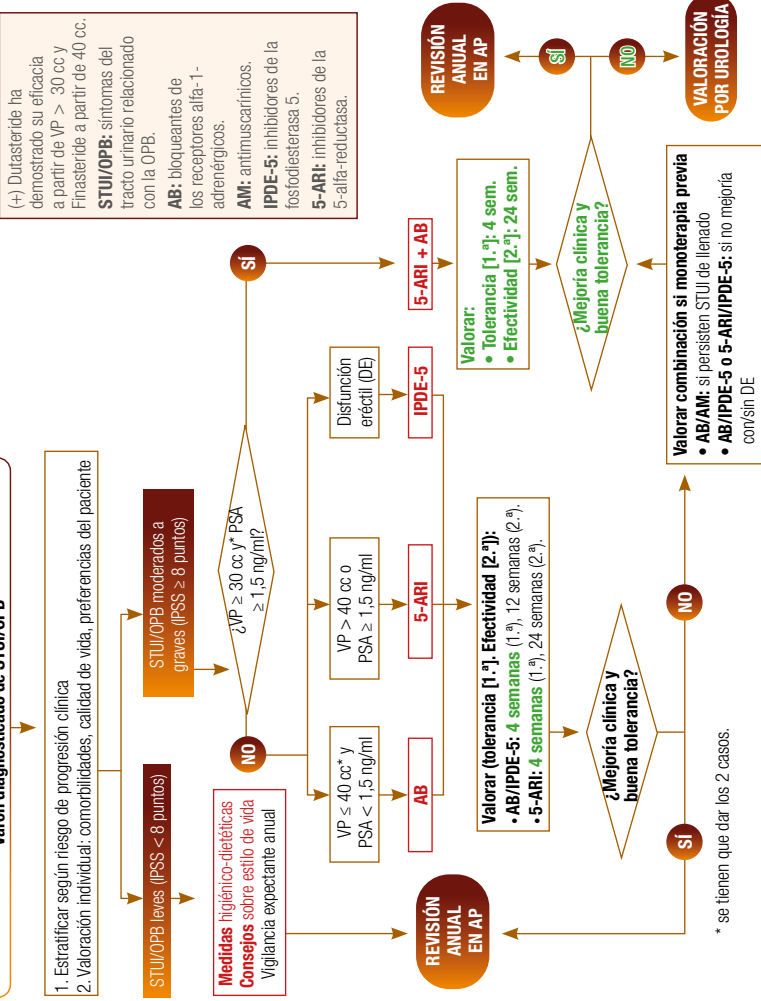 Varón diagnosticado de STUI/OPB
1. Estratificar según riesgo de progresión clínica
2. Valoración individual: comorbilidades, calidad de vida, preferencias del paciente
STUI/OPB leves (IPSS < 8 puntos)
STUI/OPB moderados a
graves (IPSS ≥ 8 puntos)
Medidas higiénico-dietéticas
Consejos sobre estilo de vida
Vigilancia expectante anual
¿VP ≥ 30 cc y* PSA
≥ 1,5 ng/ml?
NO
SÍ
VP ≤ 40 cc* y
PSA < 1,5 ng/ml
VP > 40 cc o
PSA ≥ 1,5 ng/ml
Disfunción
eréctil (DE)
AB
5-ARI
IPDE-5
5-ARI + AB
REVISIÓN
ANUAL
EN AP
Valorar (tolerancia [1.ª]. Efectividad [2.ª]):
• AB/IPDE-5: 4 semanas (1.ª), 12 semanas (2.ª).
• 5-ARI: 4 semanas (1.ª), 24 semanas (2.ª).
Valorar:
• Tolerancia [1.ª]: 4 sem.
• Efectividad [2.ª]: 24 sem.
¿Mejoría clínica y
buena tolerancia?
SÍ
NO
¿Mejoría clínica y
buena tolerancia?
SÍ
NO
REVISIÓN
ANUAL
EN AP
VALORACIÓN
POR UROLOGÍA
Valorar combinación si monoterapia previa
• AB/AM: si persisten STUI de llenado
• AB/IPDE-5 o 5-ARI/IPDE-5: si no mejoría
con/sin DE
* se tienen que dar los 2 casos.
(+) Dutasteride ha
demostrado su eficacia
a partir de VP > 30 cc y
Finasteride a partir de 40 cc.
STUI/OPB: síntomas del
tracto urinario relacionado
con la OPB.
AB: bloqueantes de
los receptores alfa-1-
adrenérgicos.
AM: antimuscarínicos.
IPDE-5: inhibidores de la
fosfodiesterasa 5.
5-ARI: inhibidores de la
5-alfa-reductasa.